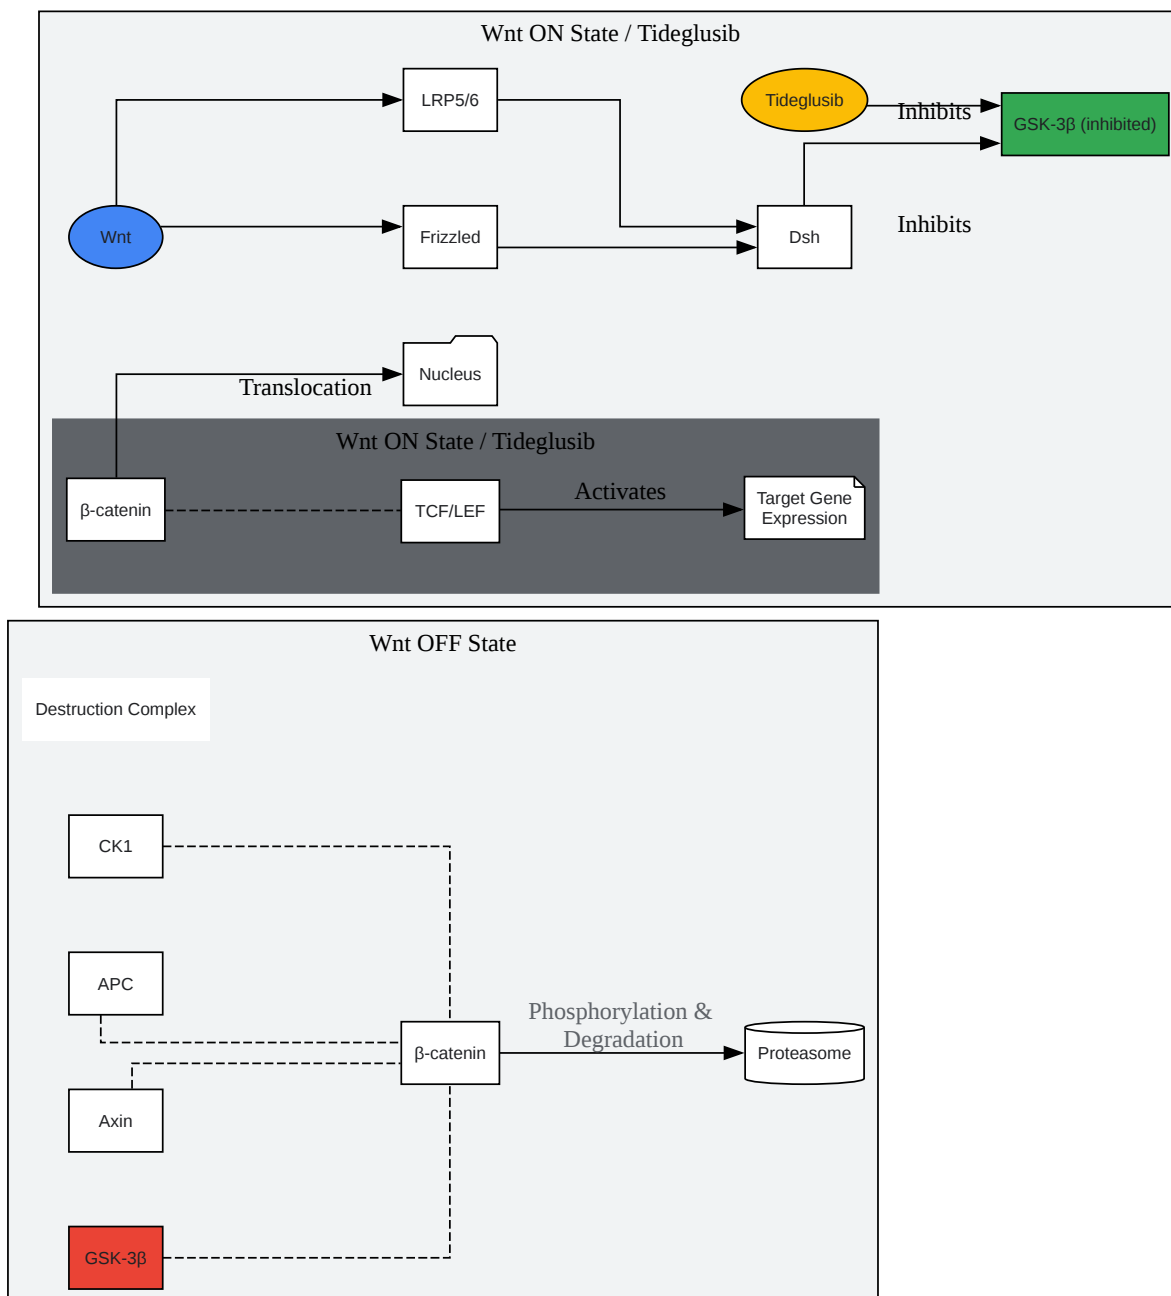 Wnt ON State / Tideglusib
LRP5/6
Tideglusib
Inhibits
GSK-3β (inhibited)
Wnt
Frizzled
Dsh
Inhibits
Nucleus
Translocation
Wnt ON State / Tideglusib
β-catenin
TCF/LEF
Activates
Target Gene
Expression
Wnt OFF State
Destruction Complex
CK1
APC
Phosphorylation &
Degradation
β-catenin
Proteasome
Axin
GSK-3β